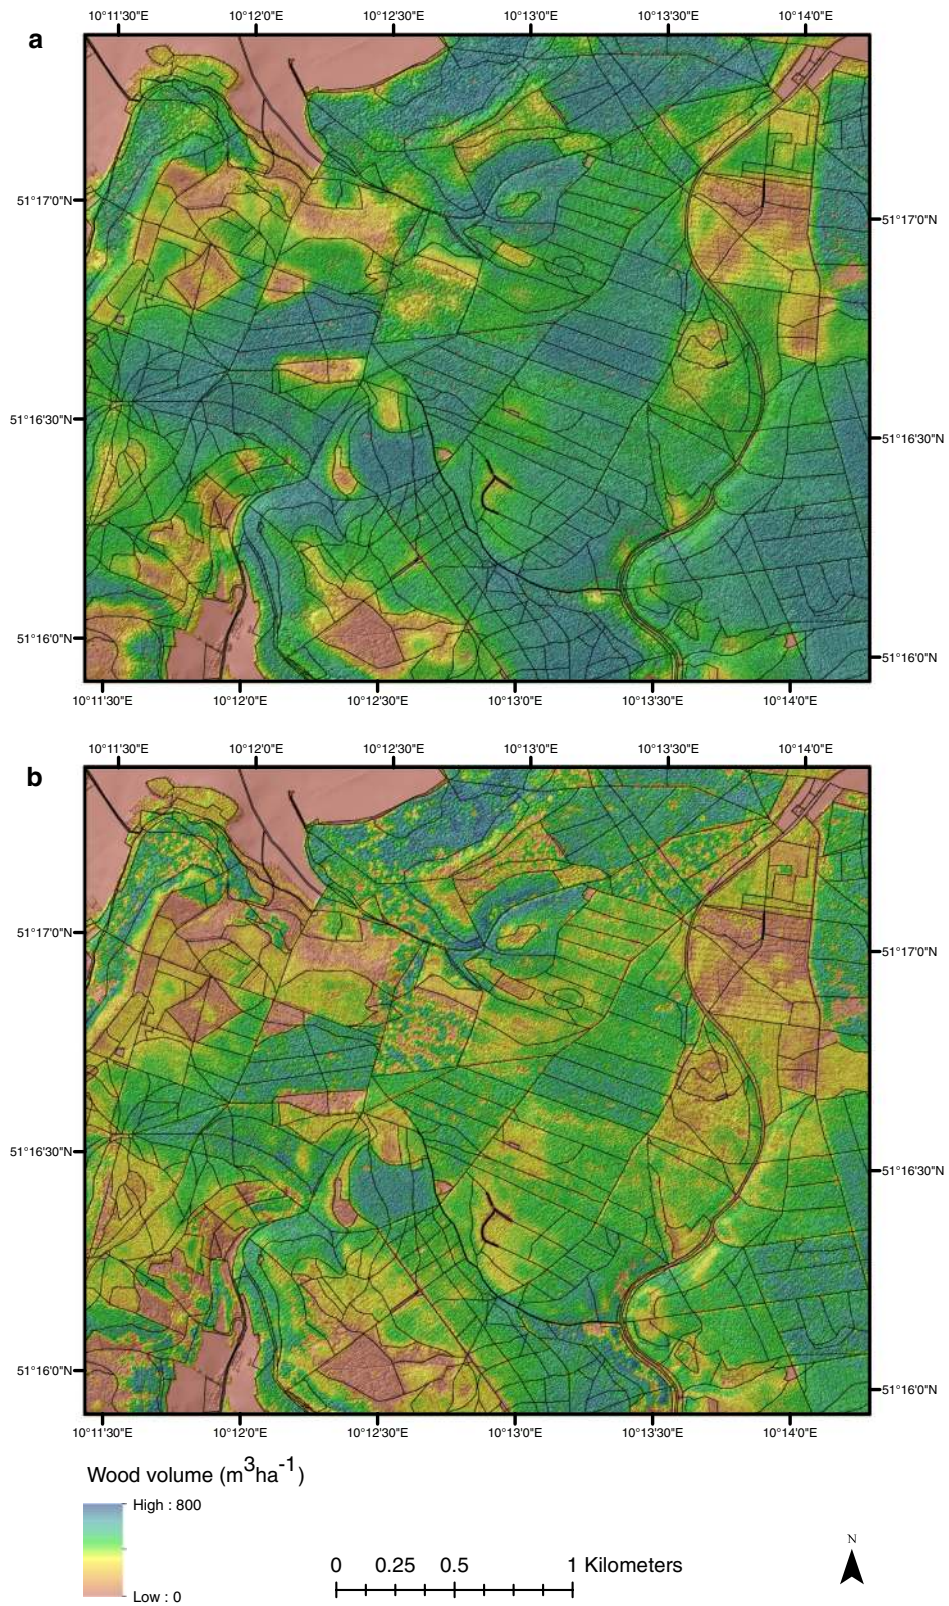 10°11'30"E 10°12'0"E 10°12'30"E 10°13'0"E 10°13'30"E 10°14'0"E
a
51°17'0"N 51°17'0"N
51°16'30"N 51°16'30"N
51°16'0"N 51°16'0"N
10°11'30"E 10°12'0"E 10°12'30"E 10°13'0"E 10°13'30"E 10°14'0"E
10°11'30"E 10°12'0"E 10°12'30"E 10°13'0"E 10°13'30"E 10°14'0"E
b
51°17'0"N 51°17'0"N
51°16'30"N 51°16'30"N
51°16'0"N 51°16'0"N
10°11'30"E 10°12'0"E 10°12'30"E 10°13'0"E 10°13'30"E 10°14'0"E
Wood volume (m³ha⁻¹)
High : 800
Low : 0
0 0.25 0.5 1 Kilometers
N